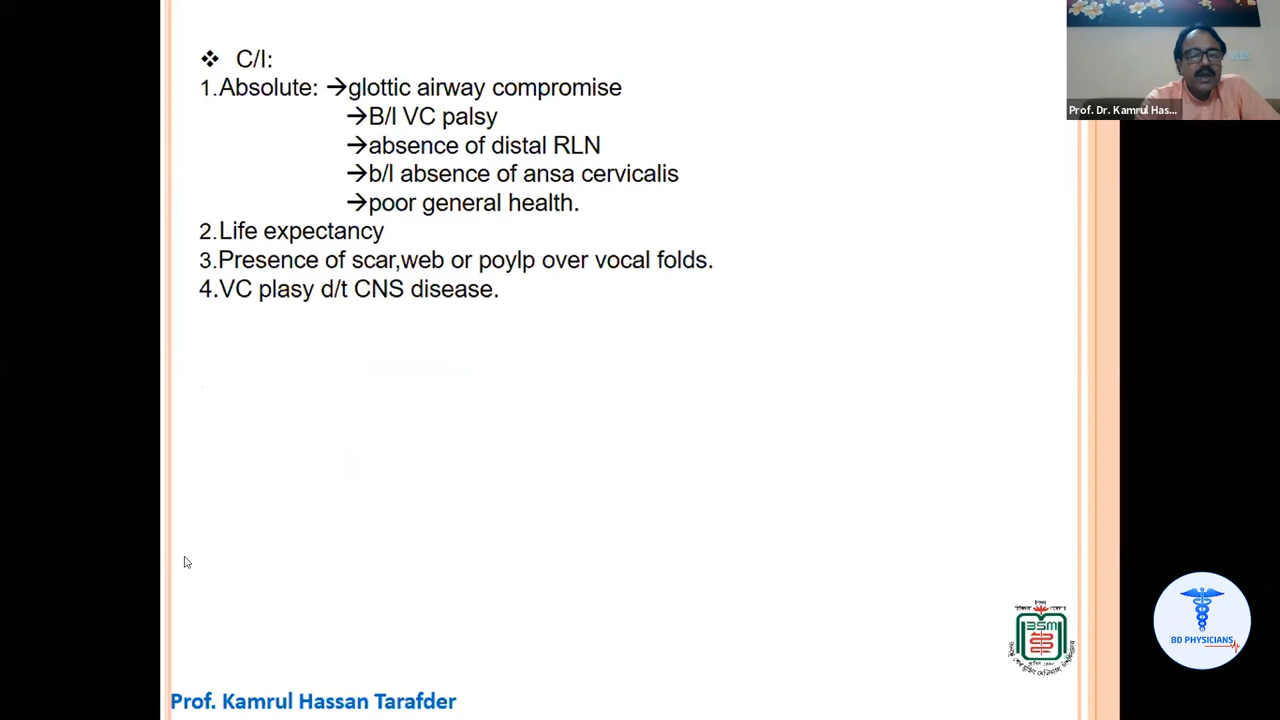 ❖ C/I:
1.Absolute: →glottic airway compromise
→B/l VC palsy
→absence of distal RLN
→b/l absence of ansa cervicalis
→poor general health.
2.Life expectancy
3.Presence of scar,web or poylp over vocal folds.
4.VC plasy d/t CNS disease.
Prof. Dr. Kamrul Has...
BSM
BD PHYSICIANS
Prof. Kamrul Hassan Tarafder